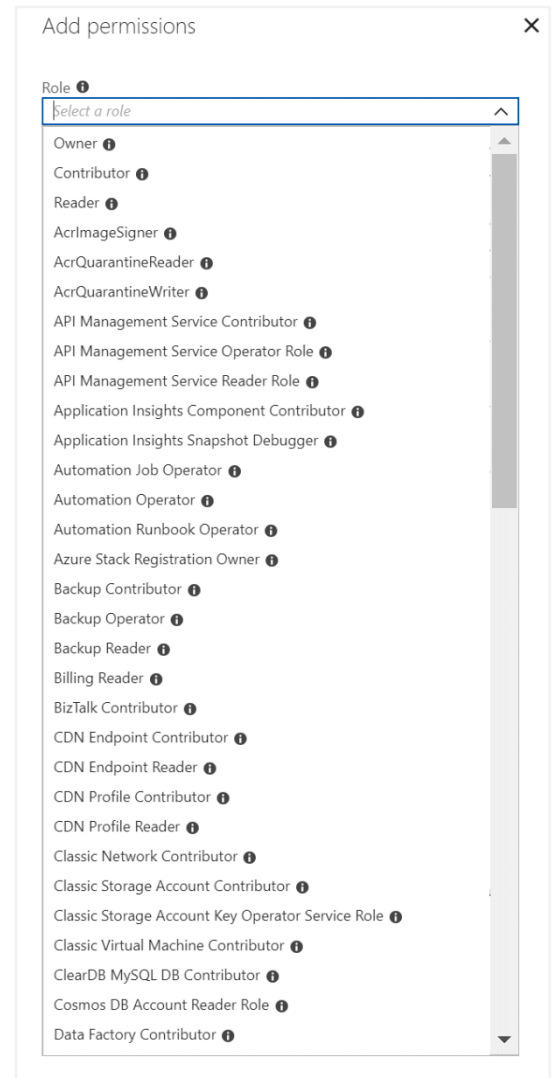 Add permissions
Role
Select a role
Owner
Contributor
Reader
AcrImageSigner
AcrQuarantineReader
AcrQuarantineWriter
API Management Service Contributor
API Management Service Operator Role
API Management Service Reader Role
Application Insights Component Contributor
Application Insights Snapshot Debugger
Automation Job Operator
Automation Operator
Automation Runbook Operator
Azure Stack Registration Owner
Backup Contributor
Backup Operator
Backup Reader
Billing Reader
BizTalk Contributor
CDN Endpoint Contributor
CDN Endpoint Reader
CDN Profile Contributor
CDN Profile Reader
Classic Network Contributor
Classic Storage Account Contributor
Classic Storage Account Key Operator Service Role
Classic Virtual Machine Contributor
ClearDB MySQL DB Contributor
Cosmos DB Account Reader Role
Data Factory Contributor